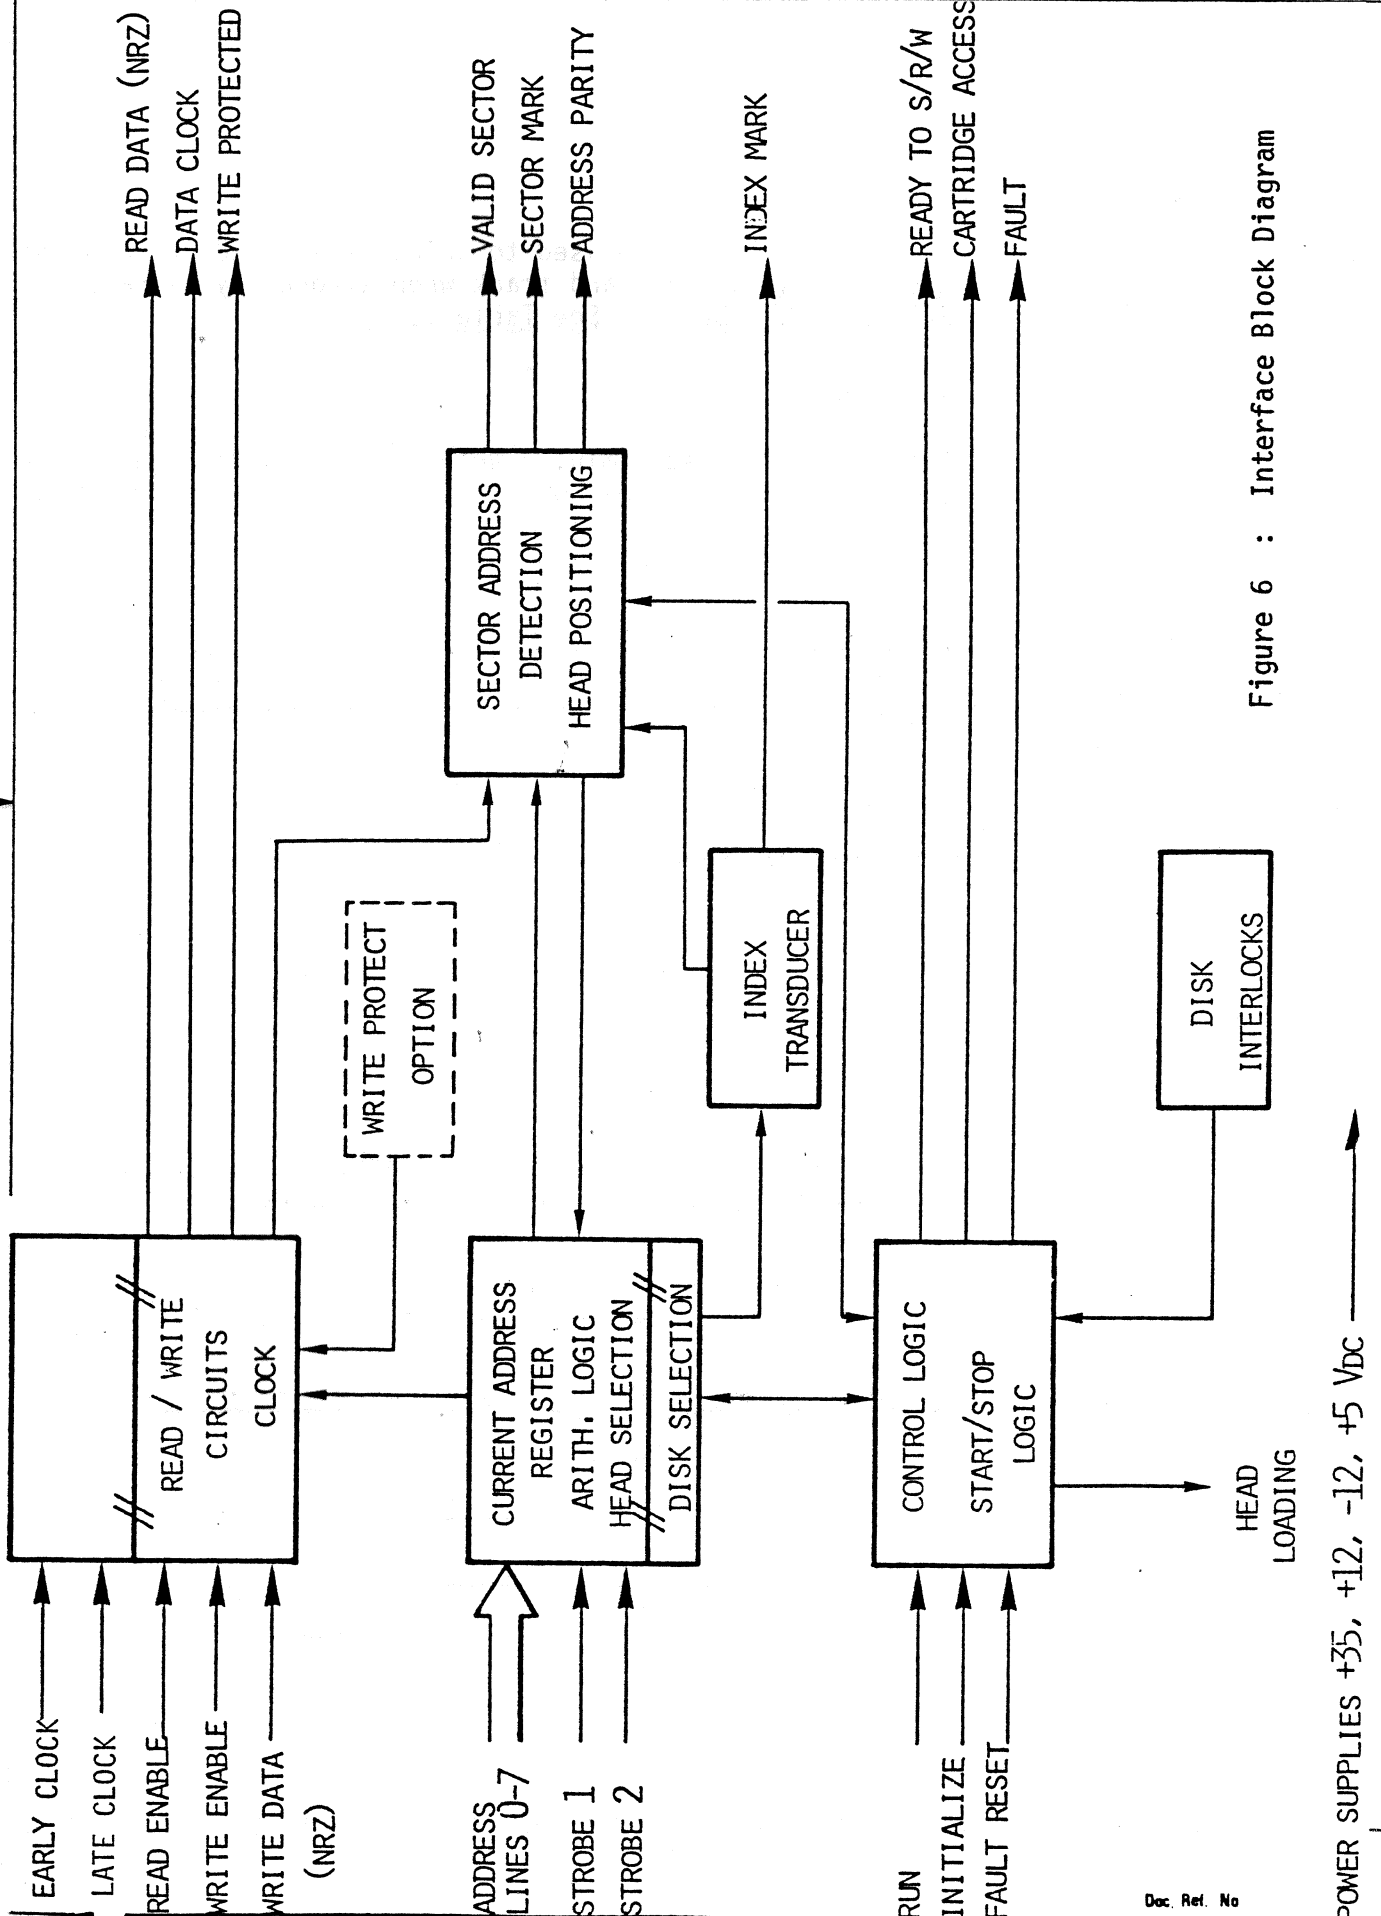 EARLY CLOCK
LATE CLOCK
READ ENABLE
WRITE ENABLE
WRITE DATA
(NRZ)
READ / WRITE
CIRCUITS
CLOCK
READ DATA (NRZ)
DATA CLOCK
WRITE PROTECTED
WRITE PROTECT
OPTION
ADDRESS
LINES 0-7
STROBE 1
STROBE 2
CURRENT ADDRESS
REGISTER
ARITH. LOGIC
HEAD SELECTION
DISK SELECTION
SECTOR ADDRESS
DETECTION
HEAD POSITIONING
VALID SECTOR
SECTOR MARK
ADDRESS PARITY
INDEX
TRANSDUCER
INDEX MARK
RUN
INITIALIZE
FAULT RESET
CONTROL LOGIC
START/STOP
LOGIC
READY TO S/R/W
CARTRIDGE ACCESS
FAULT
HEAD
LOADING
DISK
INTERLOCKS
POWER SUPPLIES +35, +12, -12, +5 VDC
Figure 6 : Interface Block Diagram
Doc. Ref. No